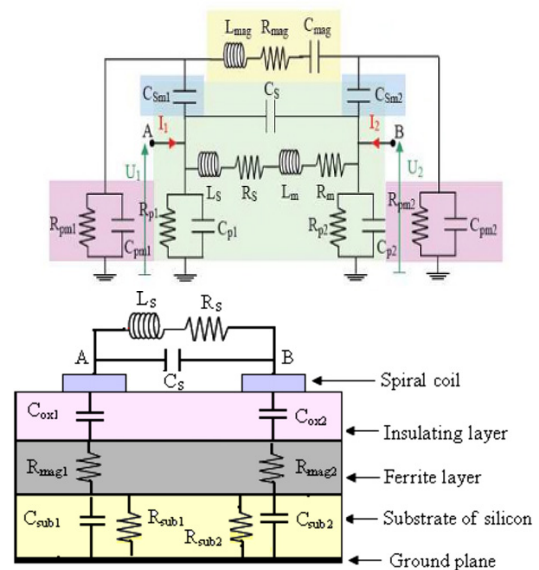 Lmag Rmag Cmag
CSm1 CS CSm2
A I1 I2 B
U1 U2
LS RS Lm Rm
Rpm1 Cpm1 Rp1 Cp1 Rp2 Cp2 Rpm2 Cpm2
LS RS
A B
CS
Spiral coil
Cox1 Cox2
Insulating layer
Rmag1 Rmag2
Ferrite layer
Csub1 Rsub1 Rsub2 Csub2
Substrate of silicon
Ground plane